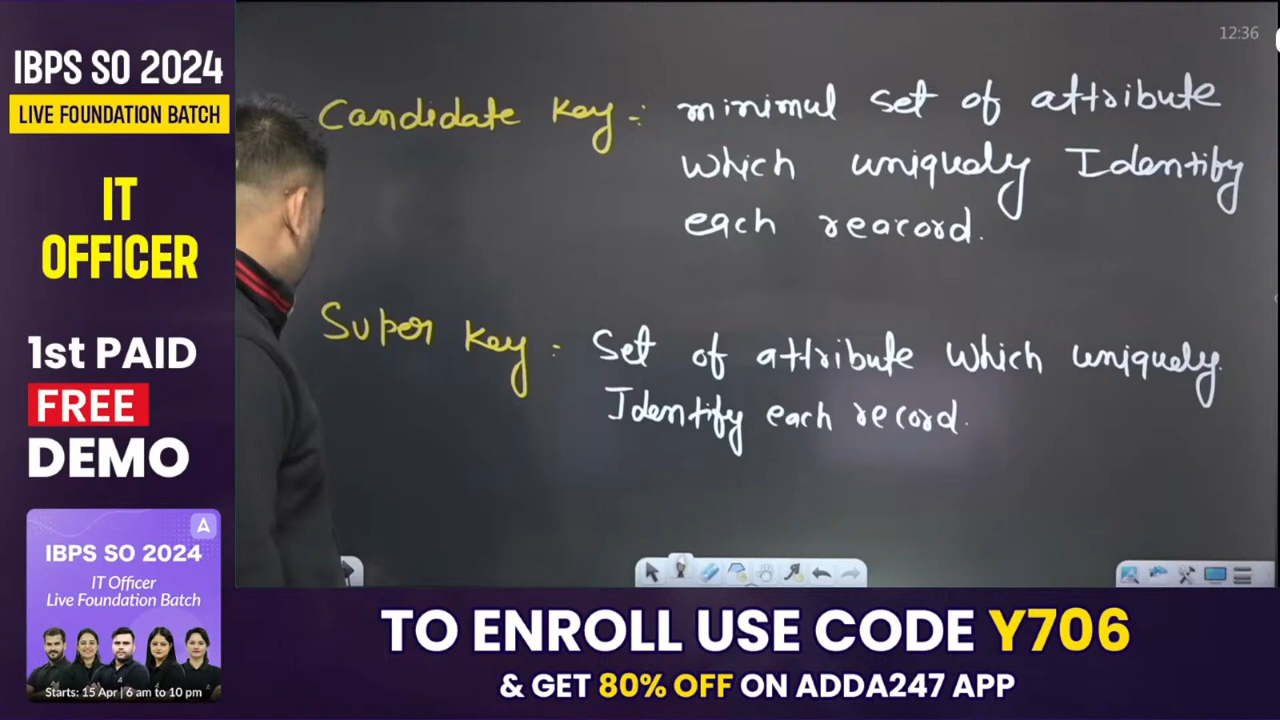 IBPS SO 2024
LIVE FOUNDATION BATCH
IT
OFFICER
1st PAID
FREE
DEMO
A
IBPS SO 2024
IT Officer
Live Foundation Batch
Starts: 15 Apr | 6 am to 10 pm
12:36
Candidate Key :- minimul set of attribute
which uniqualy Identify
each reacord.
Super Key :- Set of attribute which uniquely
Identify each record.
TO ENROLL USE CODE Y706
& GET 80% OFF ON ADDA247 APP